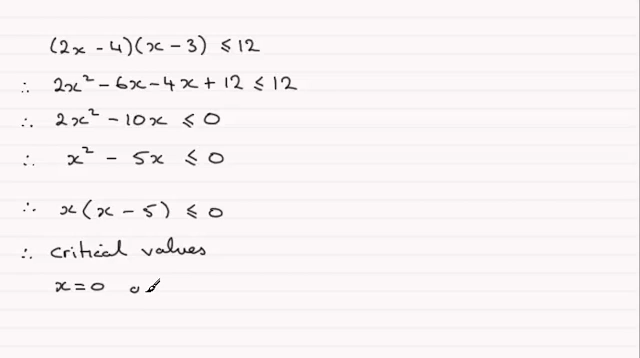 (2x - 4)(x - 3) ≤ 12
∴ 2x² - 6x - 4x + 12 ≤ 12
∴ 2x² - 10x ≤ 0
∴ x² - 5x ≤ 0
∴ x(x - 5) ≤ 0
∴ critical values
x = 0